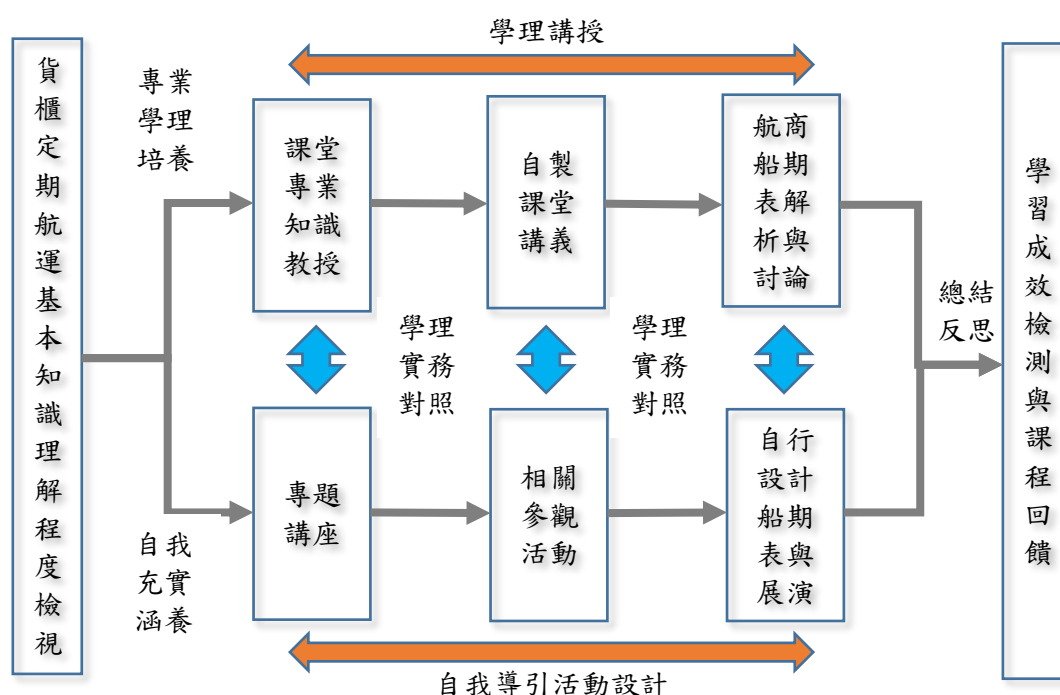 學理講授
貨
櫃
定
期
航
運
基
本
知
識
理
解
程
度
檢
視
專業
學理
培養
課堂
專業
知識
教授
自製
課堂
講義
航商
船期
表解
析與
討論
學理
實務
對照
學理
實務
對照
自我
充實
涵養
專題
講座
相關
參觀
活動
自行
設計
船期
表與
展演
總結
反思
學
習
成
效
檢
測
與
課
程
回
饋
自我導引活動設計